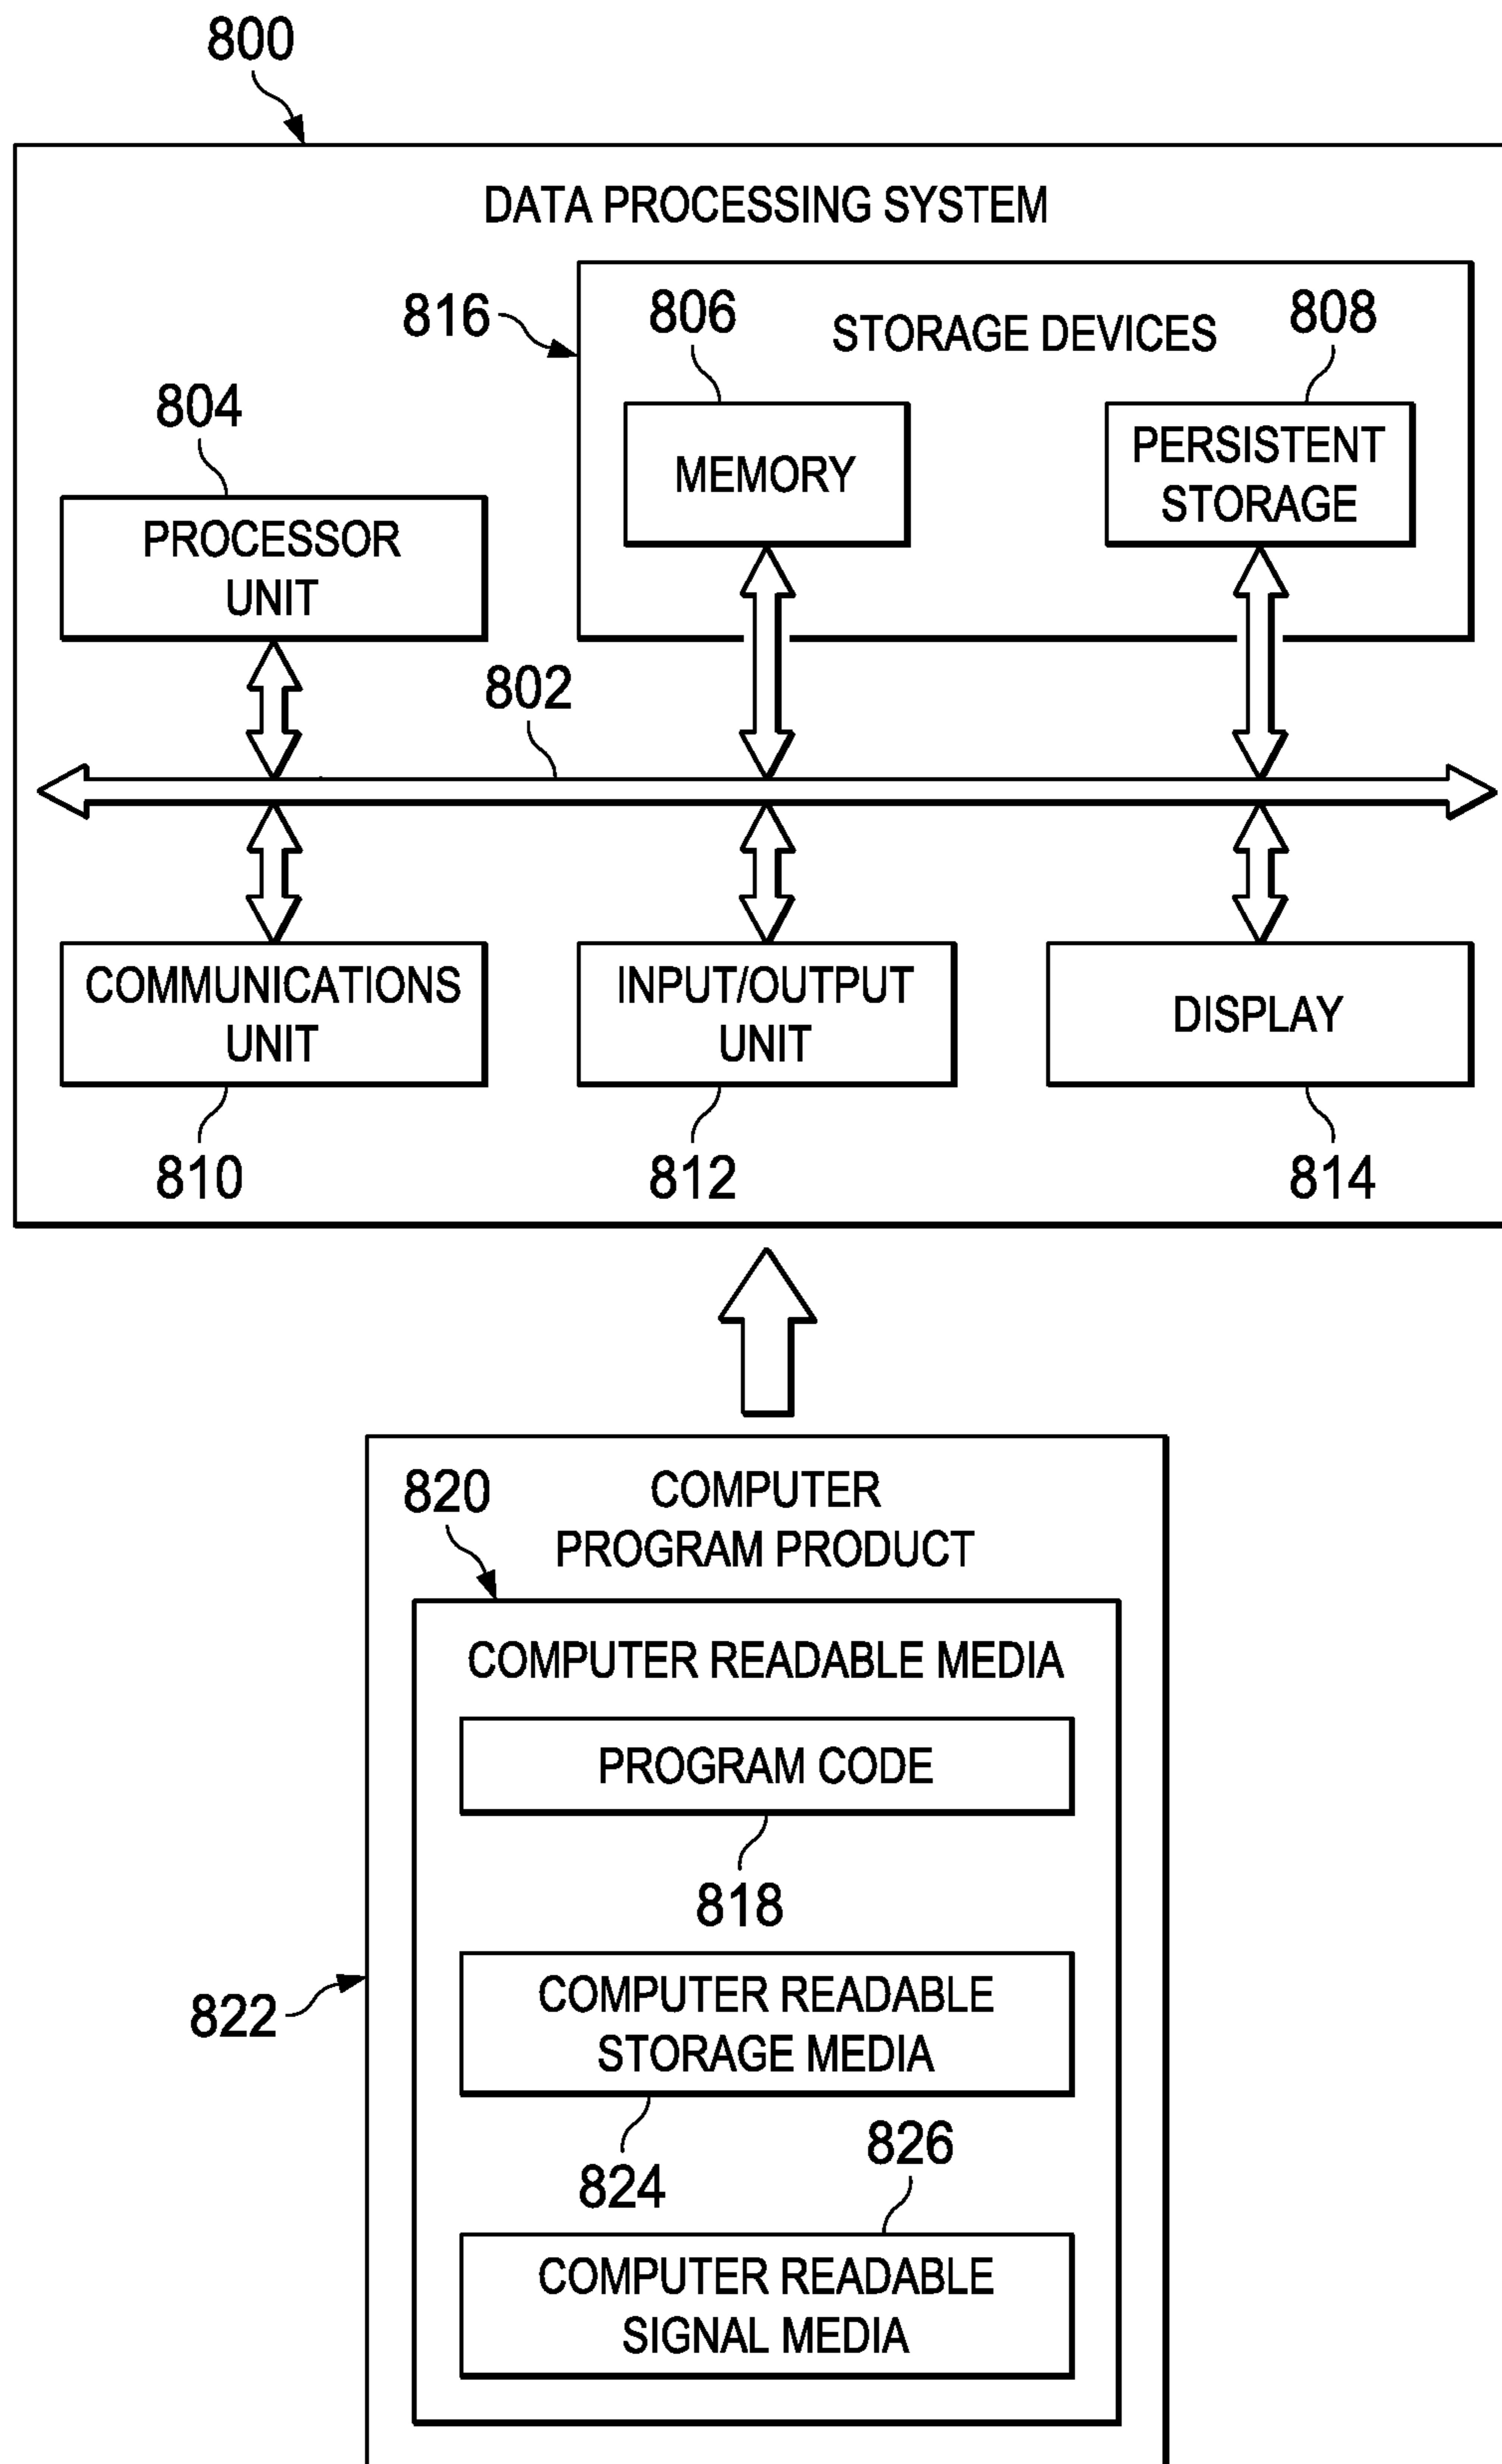 800
DATA PROCESSING SYSTEM
816
806
STORAGE DEVICES
808
804
MEMORY
PERSISTENT
STORAGE
PROCESSOR
UNIT
802
COMMUNICATIONS
UNIT
INPUT/OUTPUT
UNIT
DISPLAY
810
812
814
820
COMPUTER
PROGRAM PRODUCT
COMPUTER READABLE MEDIA
PROGRAM CODE
818
822
COMPUTER READABLE
STORAGE MEDIA
824
826
COMPUTER READABLE
SIGNAL MEDIA